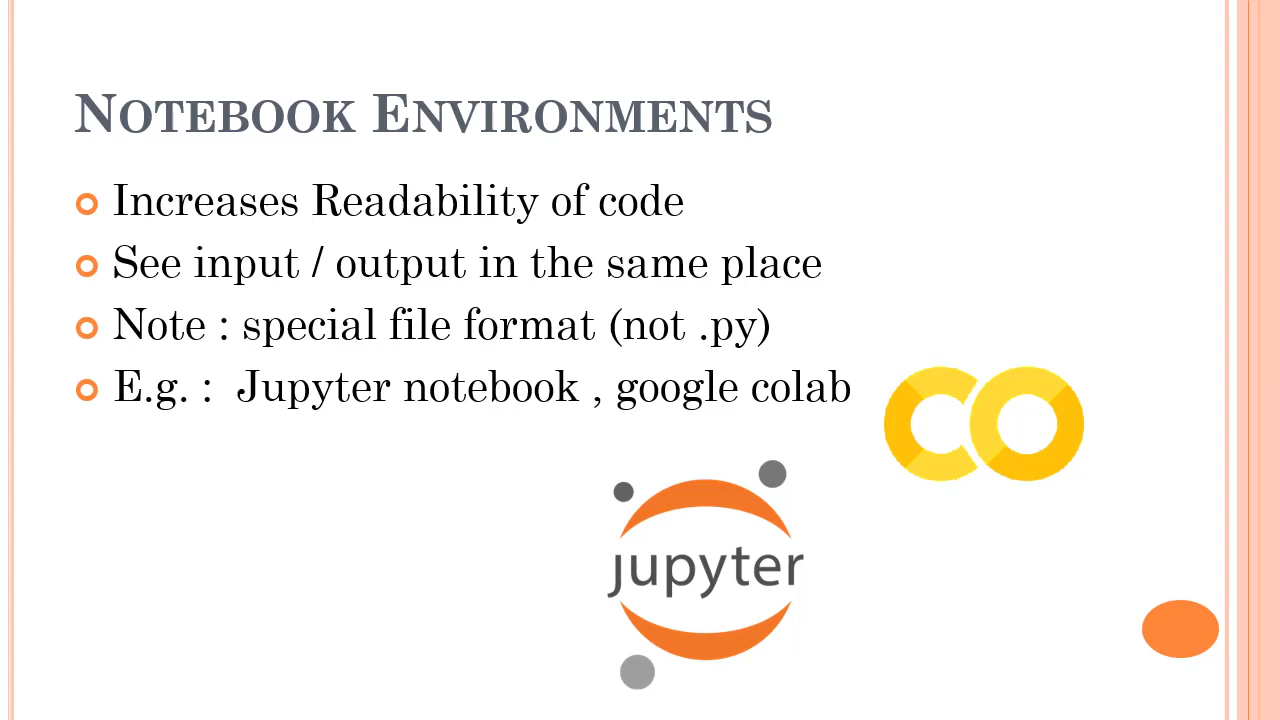 NOTEBOOK ENVIRONMENTS
Increases Readability of code
See input / output in the same place
Note : special file format (not .py)
E.g. : Jupyter notebook , google colab
CO
jupyter